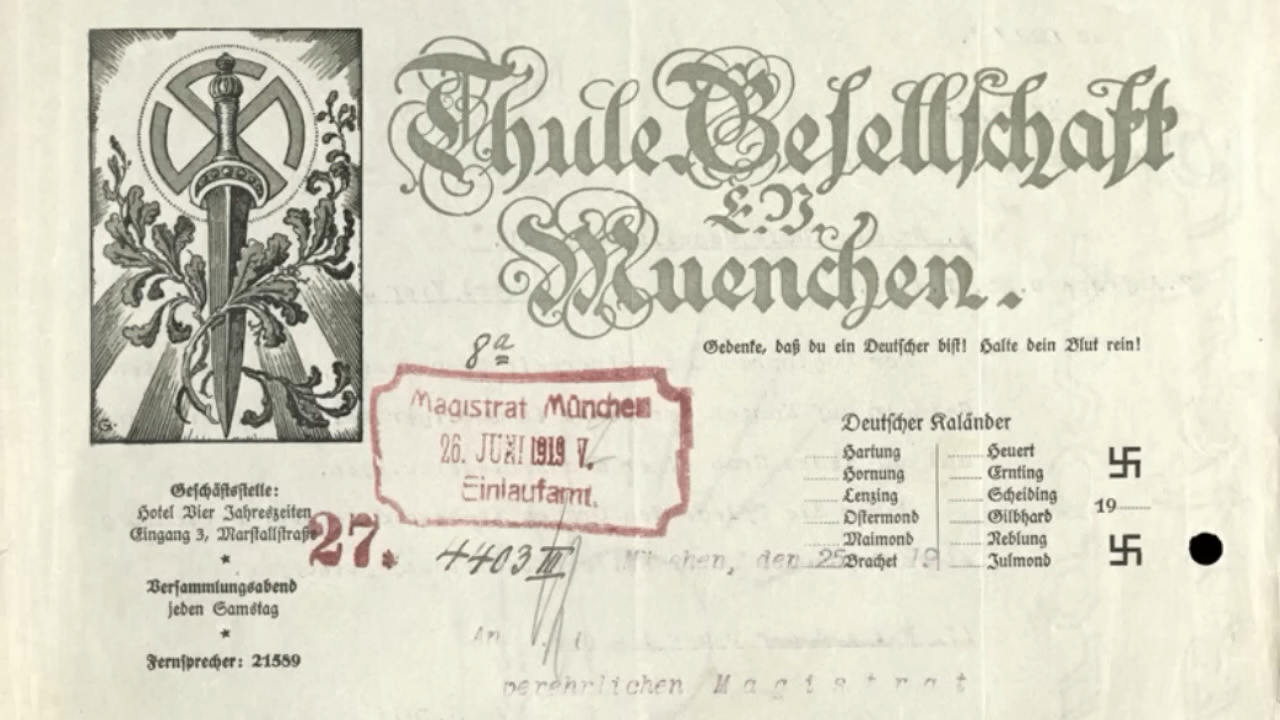 Thule-Gesellschaft
E.V.
Muenchen.
Gedenke, daß du ein Deutscher bist! Halte dein Blut rein!
8a
Magistrat München
26. JUNI 1919 V.
Einlaufamt.
27.
4403 III
Geschäftsstelle:
Hotel Vier Jahreszeiten
Eingang 3, Marstallstraße
Versammlungsabend
jeden Samstag
Fernsprecher: 21589
Deutscher Kaländer
Hartung
Hornung
Lenzing
Ostermond
Maimond
Brachet
Heuert
Ernting
Scheiding
Gilbhard
Neblung
Julmond
19
München, den 25. 19
An
verehrlichen Magistrat
G.